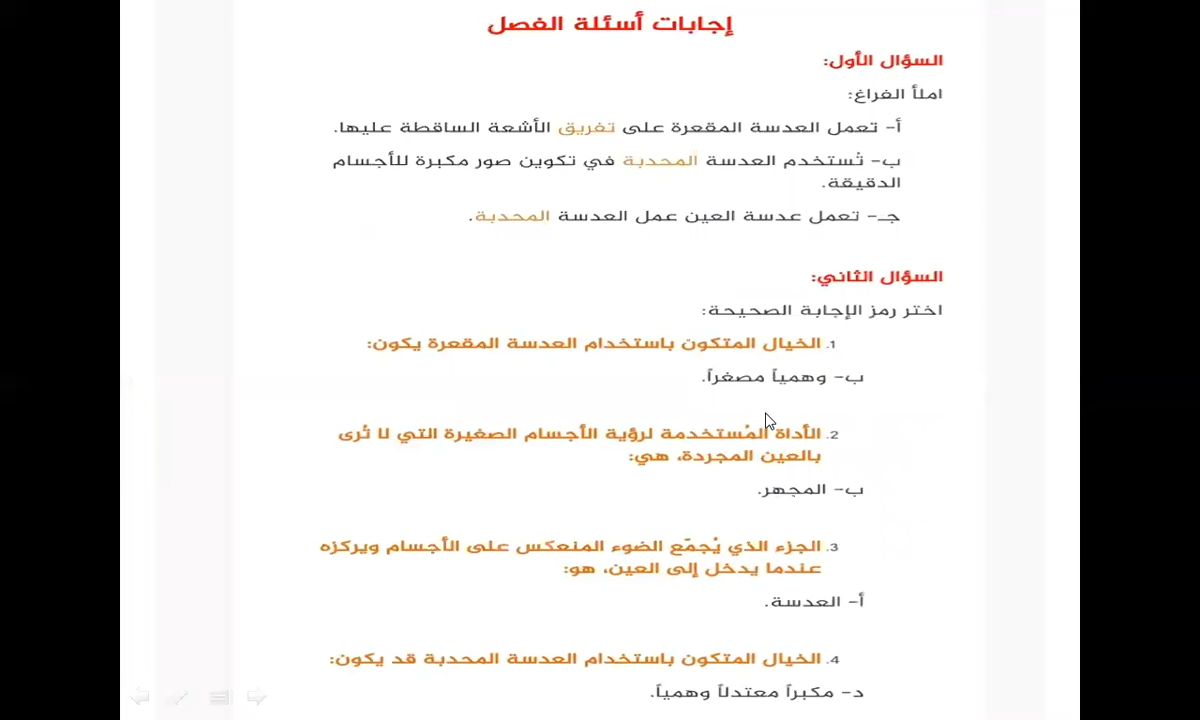 إجابات أسئلة الفصل
السؤال الأول:
املأ الفراغ:
أ- تعمل العدسة المقعرة على تفريق الأشعة الساقطة عليها.
ب- تُستخدم العدسة المحدبة في تكوين صور مكبرة للأجسام
الدقيقة.
جـ- تعمل عدسة العين عمل العدسة المحدبة.
السؤال الثاني:
اختر رمز الإجابة الصحيحة:
1. الخيال المتكون باستخدام العدسة المقعرة يكون:
ب- وهمياً مصغراً.
2. الأداة المُستخدمة لرؤية الأجسام الصغيرة التي لا تُرى
بالعين المجردة، هي:
ب- المجهر.
3. الجزء الذي يُجمّع الضوء المنعكس على الأجسام ويركزه
عندما يدخل إلى العين، هو:
أ- العدسة.
4. الخيال المتكون باستخدام العدسة المحدبة قد يكون:
د- مكبراً معتدلاً وهمياً.